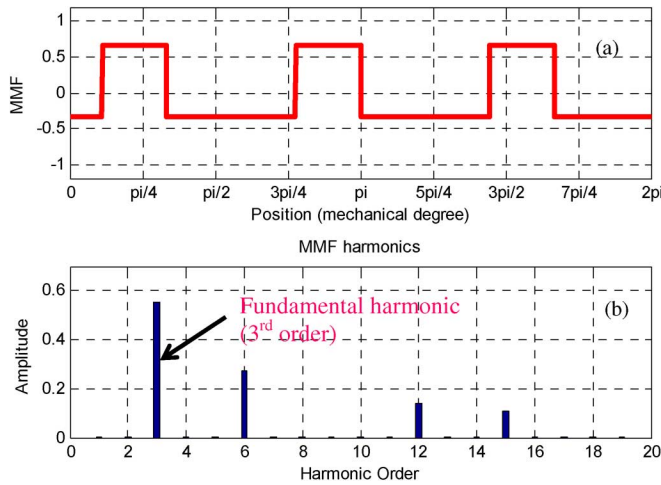 1
0.5
0
-0.5
-1
MMF
(a)
0 pi/4 pi/2 3pi/4 pi 5pi/4 3pi/2 7pi/4 2pi
Position (mechanical degree)
MMF harmonics
0.6
0.4
0.2
0
Amplitude
Fundamental harmonic
(3rd order)
(b)
0 2 4 6 8 10 12 14 16 18 20
Harmonic Order